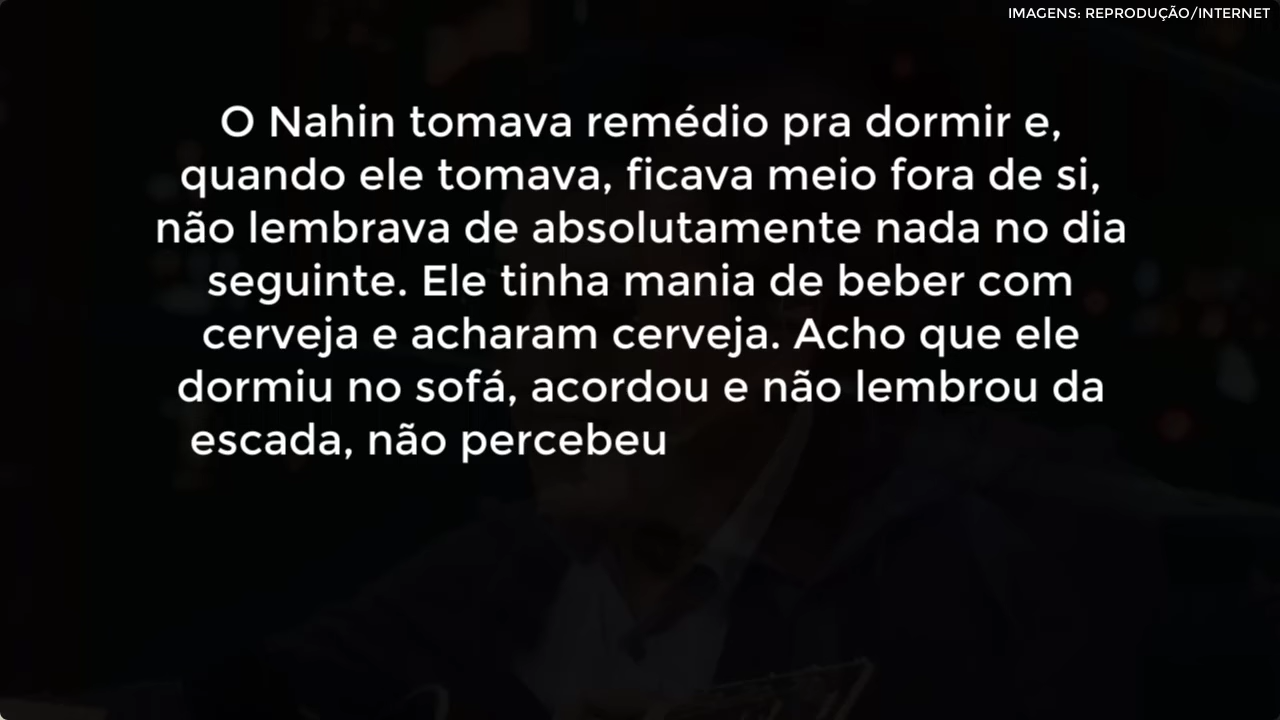 IMAGENS: REPRODUÇÃO/INTERNET
O Nahin tomava remédio pra dormir e,
quando ele tomava, ficava meio fora de si,
não lembrava de absolutamente nada no dia
seguinte. Ele tinha mania de beber com
cerveja e acharam cerveja. Acho que ele
dormiu no sofá, acordou e não lembrou da
escada, não percebeu